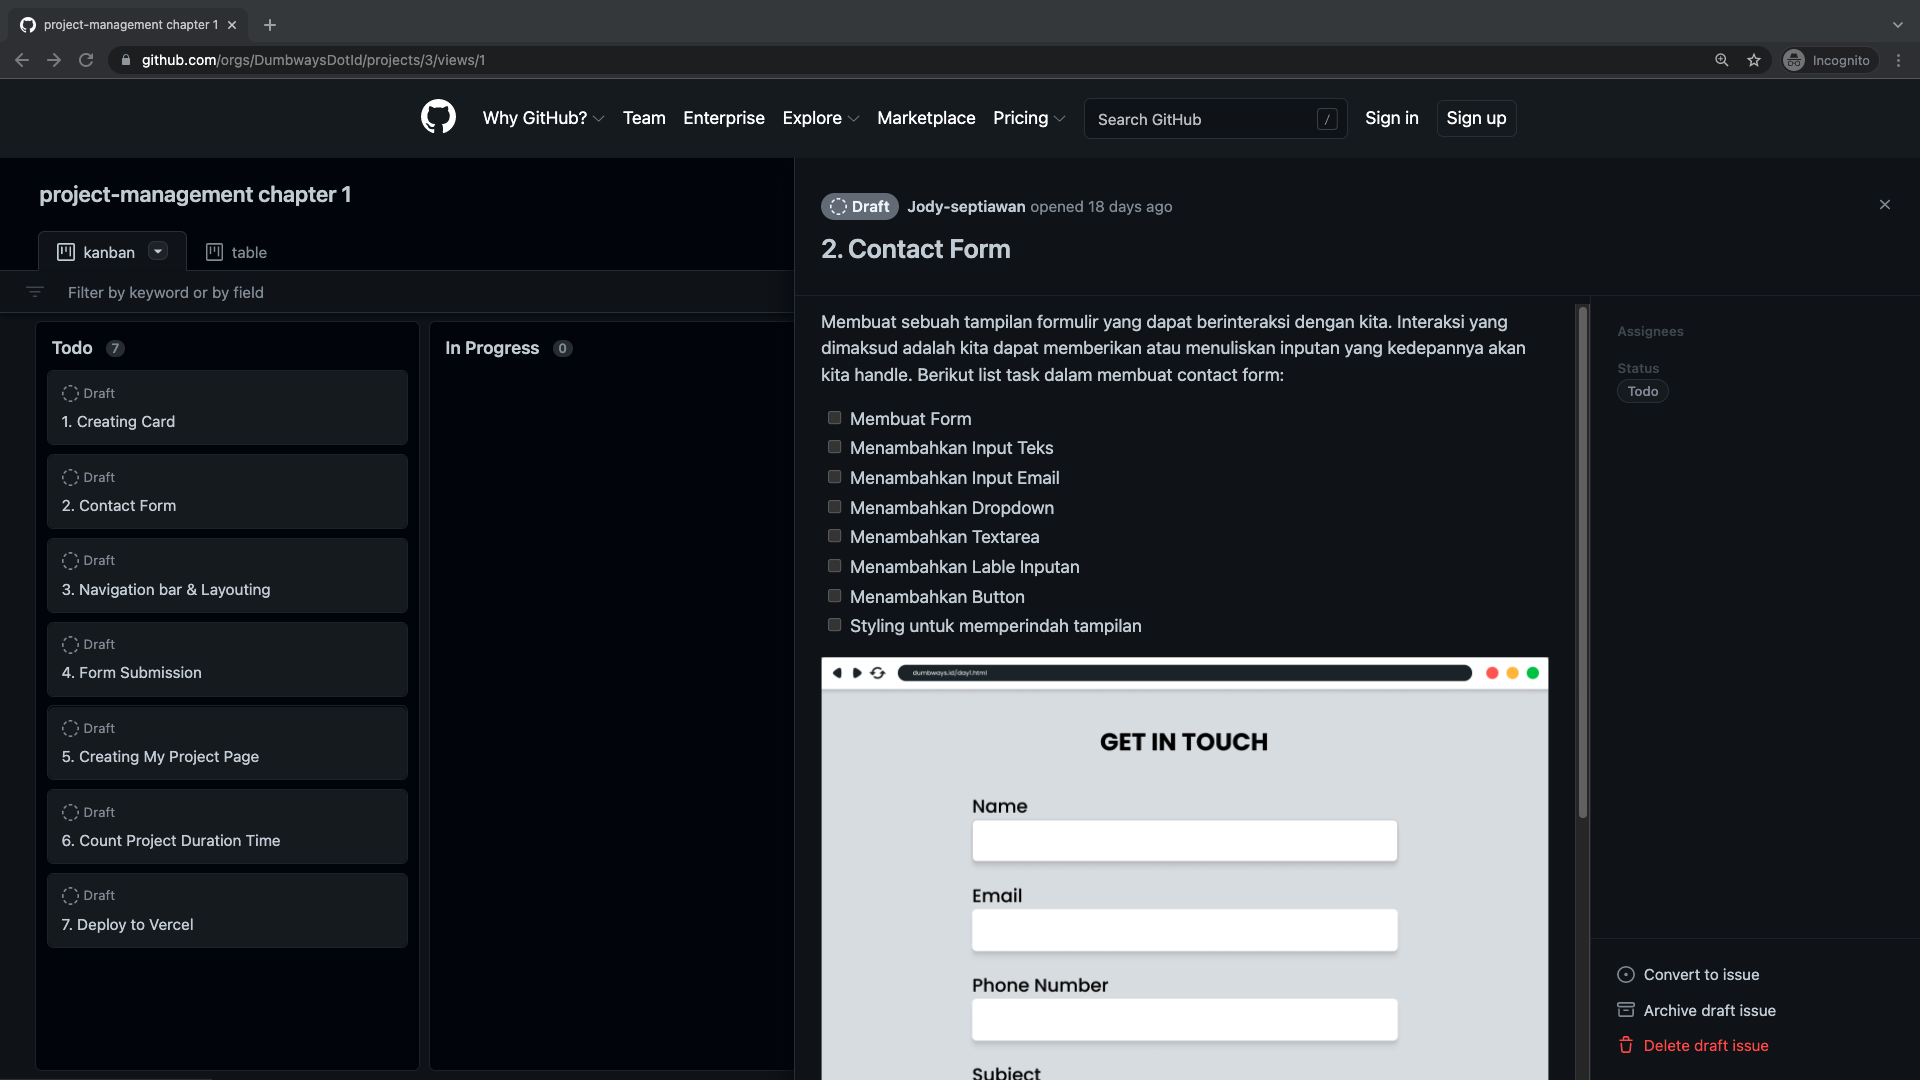 project-management chapter 1
github.com/orgs/DumbwaysDotId/projects/3/views/1
Incognito
Why GitHub?
Team
Enterprise
Explore
Marketplace
Pricing
Search GitHub
/
Sign in
Sign up
project-management chapter 1
kanban
table
Filter by keyword or by field
Todo 7
Draft
1. Creating Card
Draft
2. Contact Form
Draft
3. Navigation bar & Layouting
Draft
4. Form Submission
Draft
5. Creating My Project Page
Draft
6. Count Project Duration Time
Draft
7. Deploy to Vercel
In Progress 0
Draft Jody-septiawan opened 18 days ago
2. Contact Form
Membuat sebuah tampilan formulir yang dapat berinteraksi dengan kita. Interaksi yang
dimaksud adalah kita dapat memberikan atau menuliskan inputan yang kedepannya akan
kita handle. Berikut list task dalam membuat contact form:
Membuat Form
Menambahkan Input Teks
Menambahkan Input Email
Menambahkan Dropdown
Menambahkan Textarea
Menambahkan Lable Inputan
Menambahkan Button
Styling untuk memperindah tampilan
dumbways.id/day1.html
GET IN TOUCH
Name
Email
Phone Number
Subject
Assignees
Status
Todo
Convert to issue
Archive draft issue
Delete draft issue